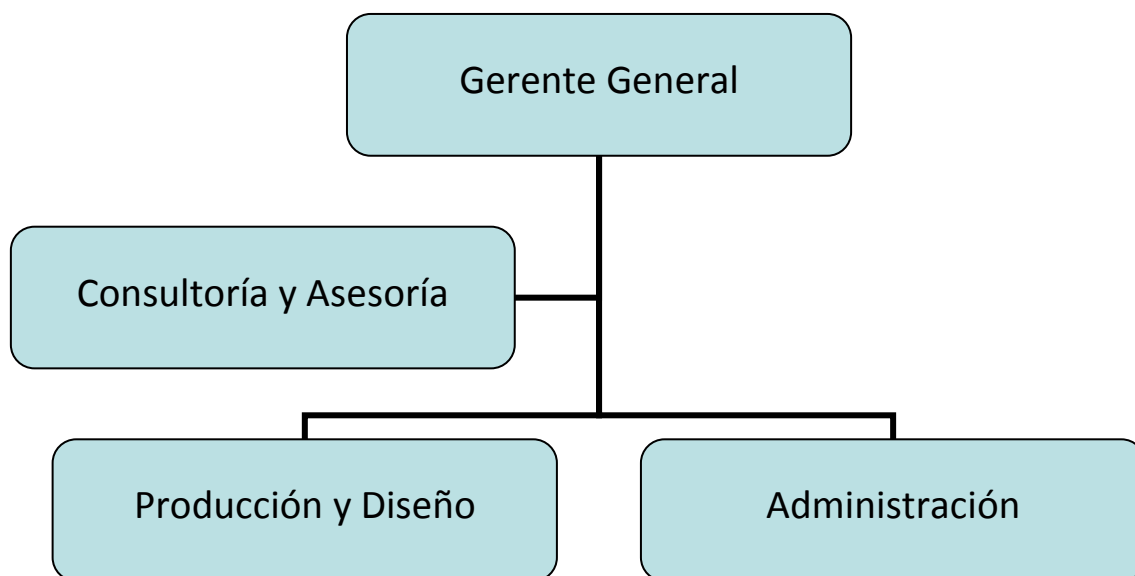 Gerente General
Consultoría y Asesoría
Producción y Diseño
Administración